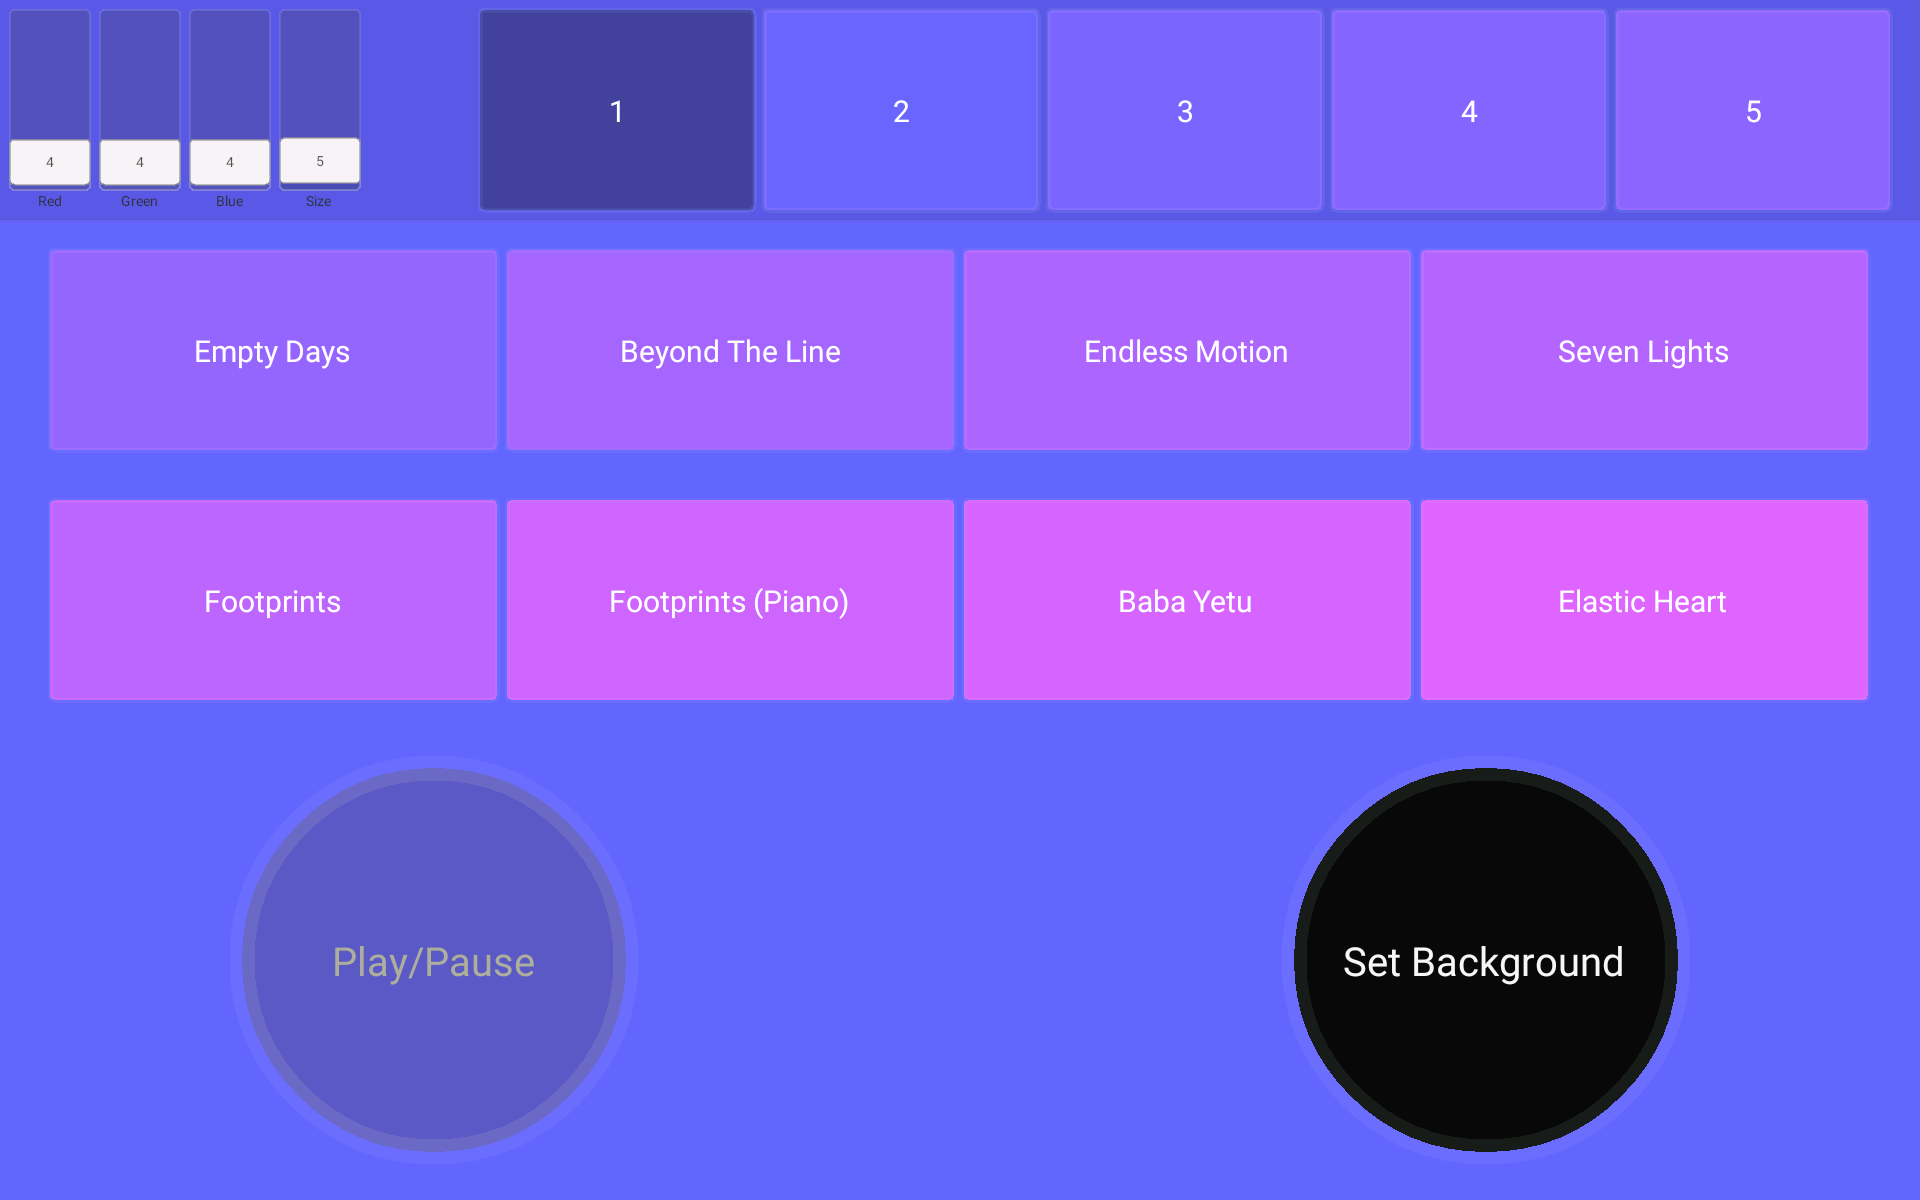 4 4 4 5
Red Green Blue Size
1 2 3 4 5
Empty Days Beyond The Line Endless Motion Seven Lights
Footprints Footprints (Piano) Baba Yetu Elastic Heart
Play/Pause Set Background